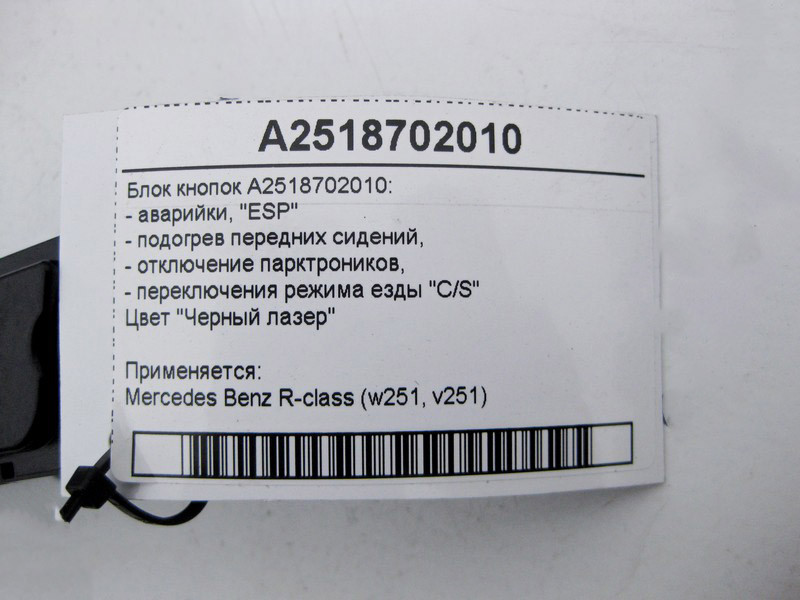 A2518702010
Блок кнопок A2518702010:
- аварийки, "ESP"
- подогрев передних сидений,
- отключение парктроников,
- переключения режима езды "C/S"
Цвет "Черный лазер"
Применяется:
Mercedes Benz R-class (w251, v251)